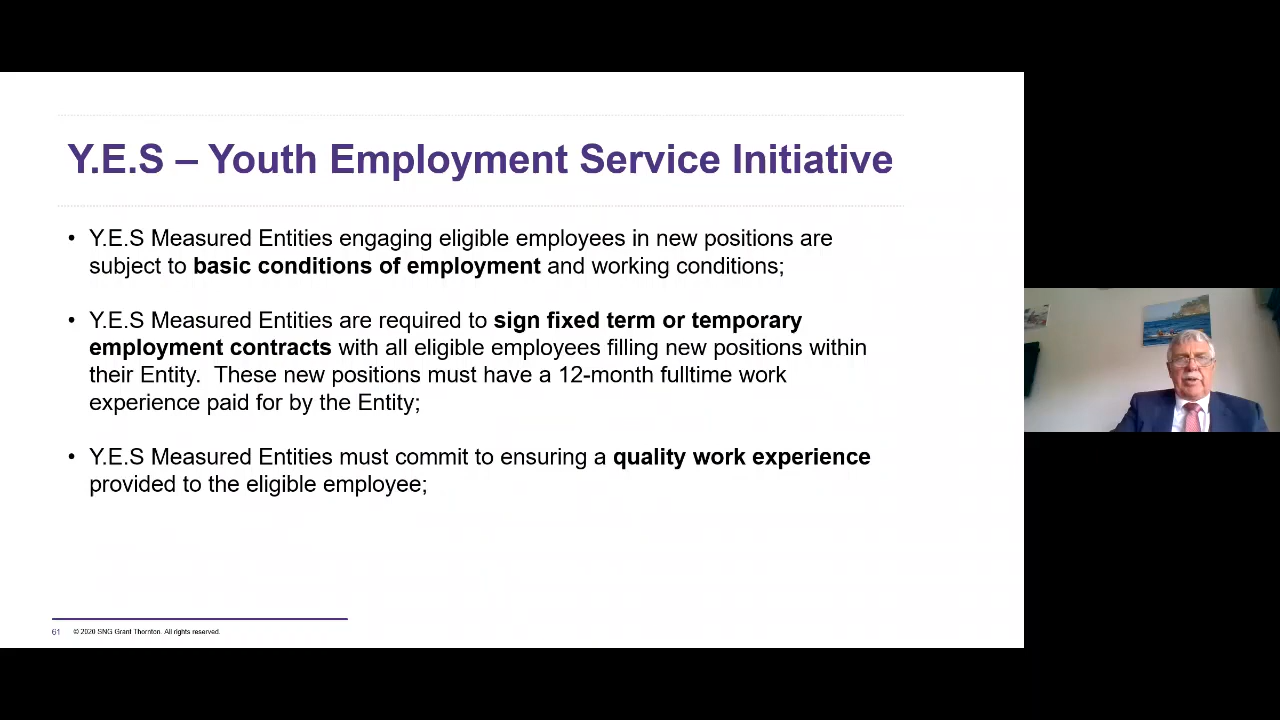 Y.E.S – Youth Employment Service Initiative
• Y.E.S Measured Entities engaging eligible employees in new positions are
subject to basic conditions of employment and working conditions;
• Y.E.S Measured Entities are required to sign fixed term or temporary
employment contracts with all eligible employees filling new positions within
their Entity.  These new positions must have a 12-month fulltime work
experience paid for by the Entity;
• Y.E.S Measured Entities must commit to ensuring a quality work experience
provided to the eligible employee;
61 © 2020 SNG Grant Thornton. All rights reserved.